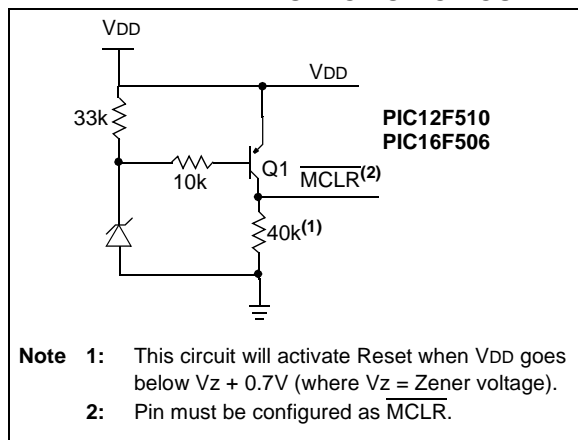 VDD
VDD
33k
PIC12F510
PIC16F506
Q1
MCLR(2)
10k
40k(1)
Note 1: This circuit will activate Reset when VDD goes
below Vz + 0.7V (where Vz = Zener voltage).
2: Pin must be configured as MCLR.